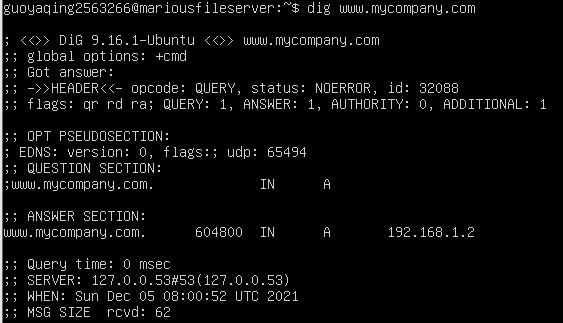 guoyaqing2563266@mariousfileserver:~$ dig www.mycompany.com
; <<>> DiG 9.16.1-Ubuntu <<>> www.mycompany.com
;; global options: +cmd
;; Got answer:
;; ->>HEADER<<- opcode: QUERY, status: NOERROR, id: 32088
;; flags: qr rd ra; QUERY: 1, ANSWER: 1, AUTHORITY: 0, ADDITIONAL: 1
;; OPT PSEUDOSECTION:
; EDNS: version: 0, flags:; udp: 65494
;; QUESTION SECTION:
;www.mycompany.com. IN A
;; ANSWER SECTION:
www.mycompany.com. 604800 IN A 192.168.1.2
;; Query time: 0 msec
;; SERVER: 127.0.0.53#53(127.0.0.53)
;; WHEN: Sun Dec 05 08:00:52 UTC 2021
;; MSG SIZE rcvd: 62